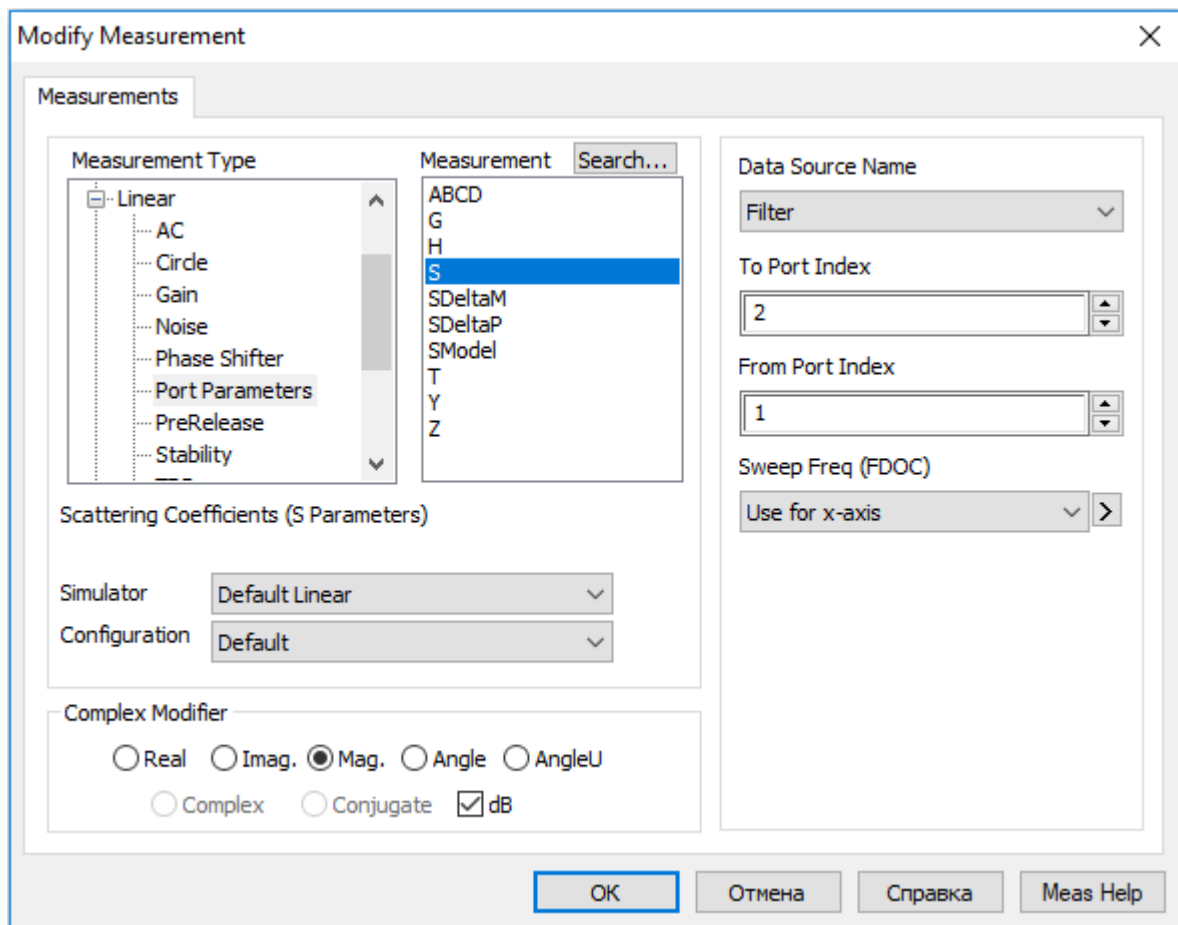 Modify Measurement
Measurements
Measurement Type
Linear
AC
Circle
Gain
Noise
Phase Shifter
Port Parameters
PreRelease
Stability
Measurement
Search...
ABCD
G
H
S
SDeltaM
SDeltaP
SModel
T
Y
Z
Scattering Coefficients (S Parameters)
Simulator
Default Linear
Configuration
Default
Complex Modifier
Real Imag. Mag. Angle AngleU
Complex Conjugate dB
Data Source Name
Filter
To Port Index
2
From Port Index
1
Sweep Freq (FDOC)
Use for x-axis
>
OK Отмена Справка Meas Help